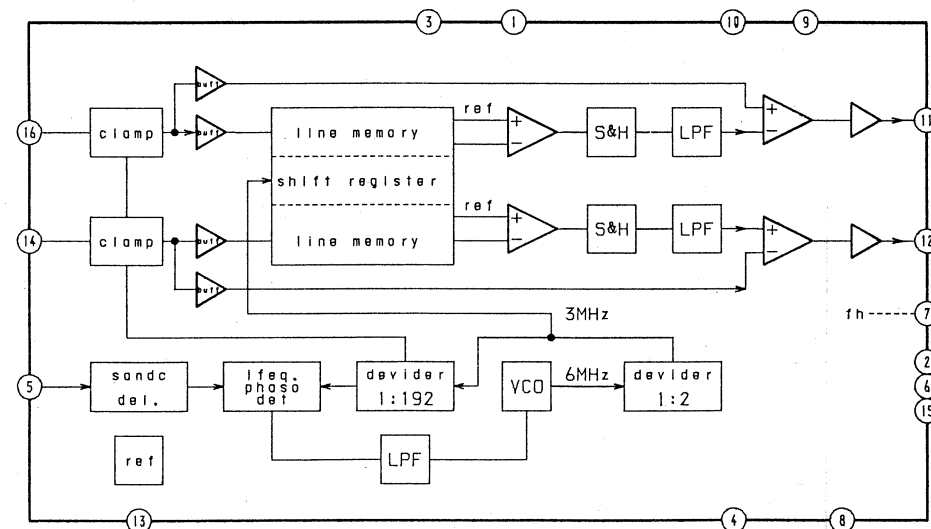 3 1 10 9
buff
ref
16 clamp buff line memory + − S&H LPF + − 11
shift register
ref
14 clamp buff line memory + − S&H LPF + − 12
buff
3MHz
fh 7
2
5 sandc del. lfeq. phaso det devider 1:192 VCO 6MHz devider 1:2 6
15
ref LPF
13 4 8